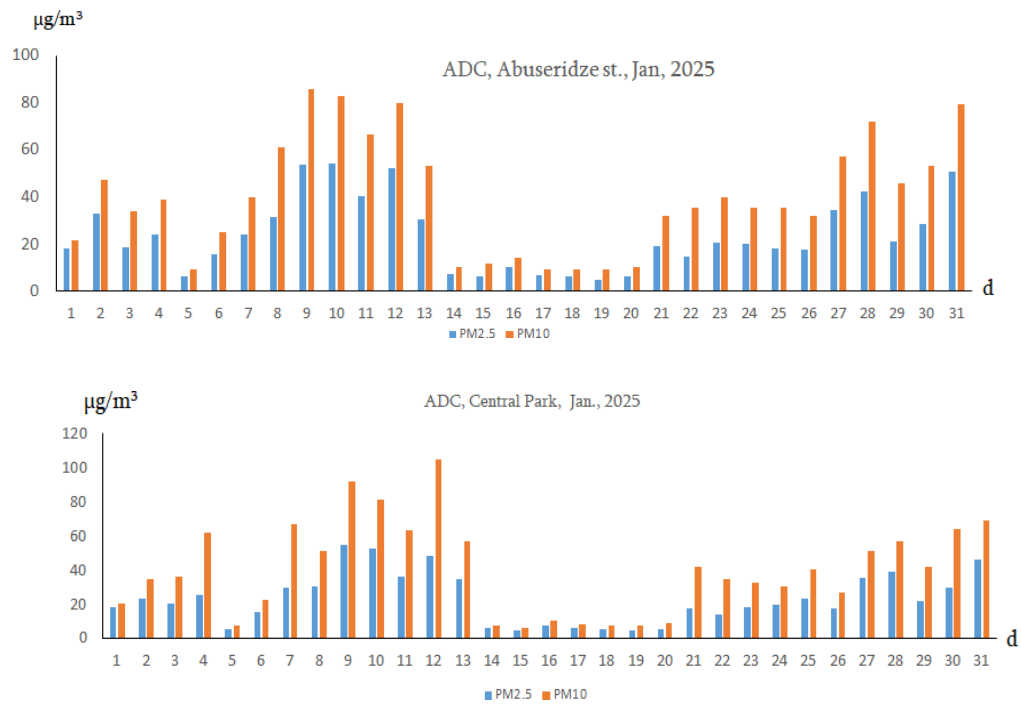 μg/m³
ADC, Abuseridze st., Jan, 2025
100
80
60
40
20
0
1 2 3 4 5 6 7 8 9 10 11 12 13 14 15 16 17 18 19 20 21 22 23 24 25 26 27 28 29 30 31
d
PM2.5 PM10
μg/m³
ADC, Central Park, Jan., 2025
120
100
80
60
40
20
0
1 2 3 4 5 6 7 8 9 10 11 12 13 14 15 16 17 18 19 20 21 22 23 24 25 26 27 28 29 30 31
d
PM2.5 PM10